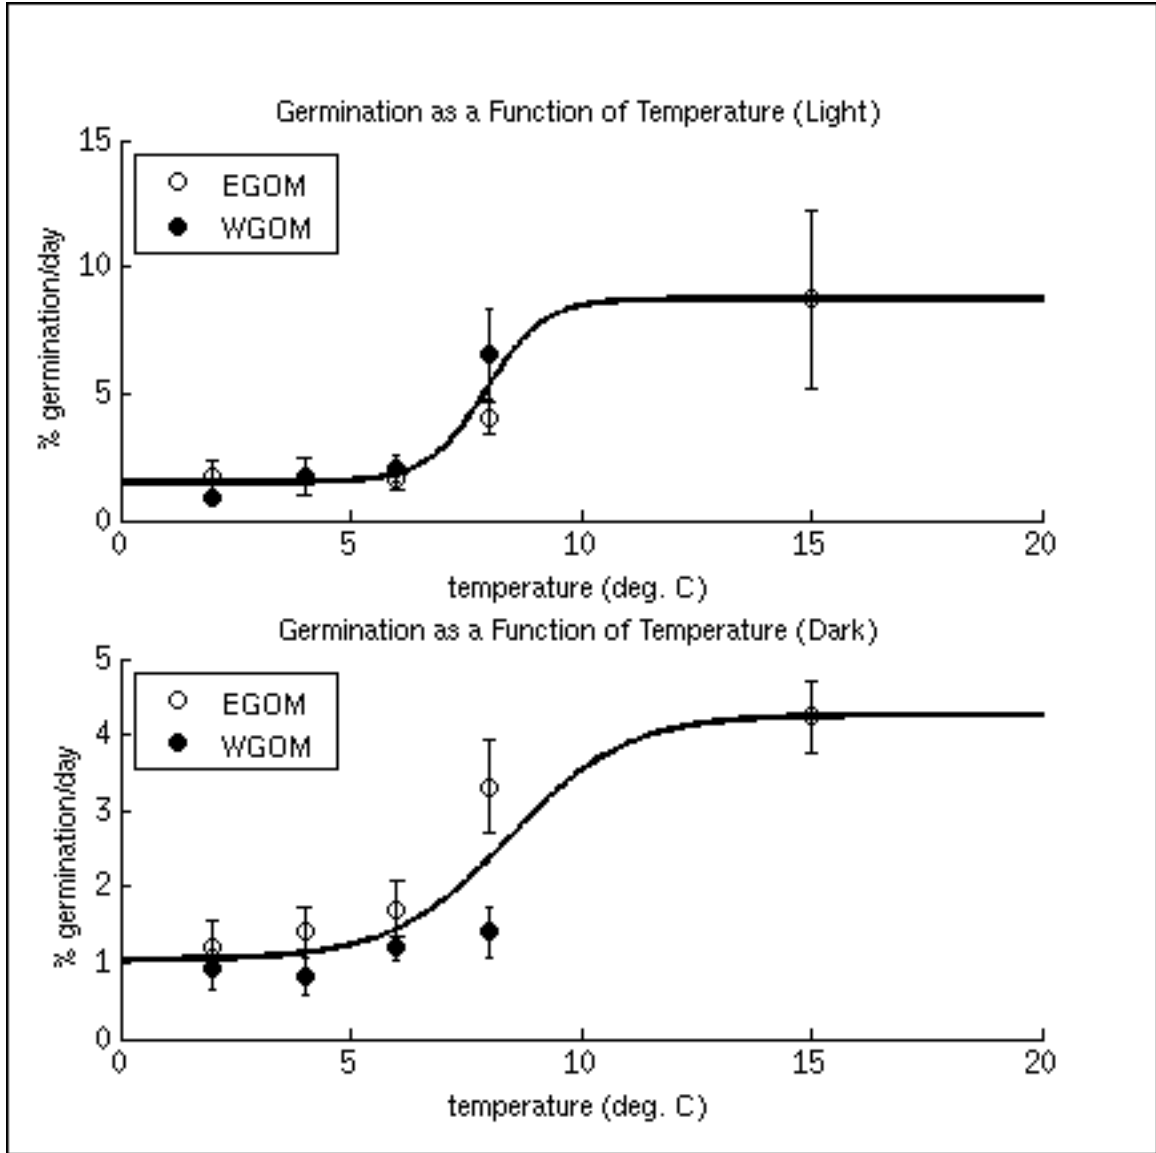 Germination as a Function of Temperature (Light)
15
EGOM
WGOM
10
5
0
% germination/day
0 5 10 15 20
temperature (deg. C)
Germination as a Function of Temperature (Dark)
5
EGOM
4
WGOM
3
2
1
0
% germination/day
0 5 10 15 20
temperature (deg. C)